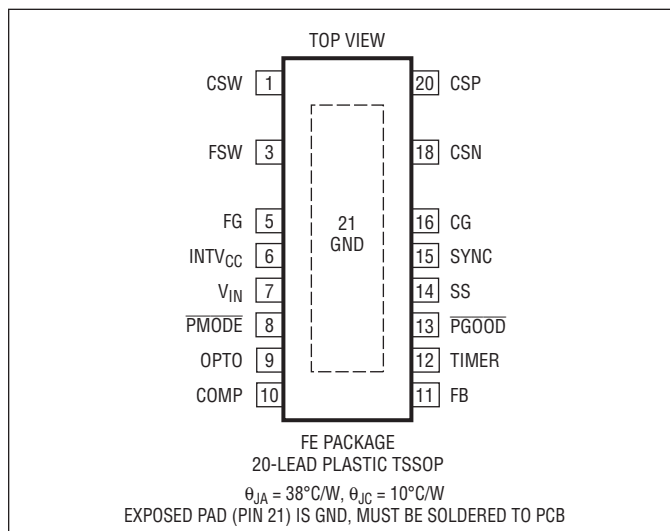 TOP VIEW
CSW 1 20 CSP
FSW 3 18 CSN
FG 5 16 CG
INTVCC 6 15 SYNC
VIN 7 14 SS
PMODE 8 13 PGOOD
OPTO 9 12 TIMER
COMP 10 11 FB
21
GND
FE PACKAGE
20-LEAD PLASTIC TSSOP
θJA = 38°C/W, θJC = 10°C/W
EXPOSED PAD (PIN 21) IS GND, MUST BE SOLDERED TO PCB